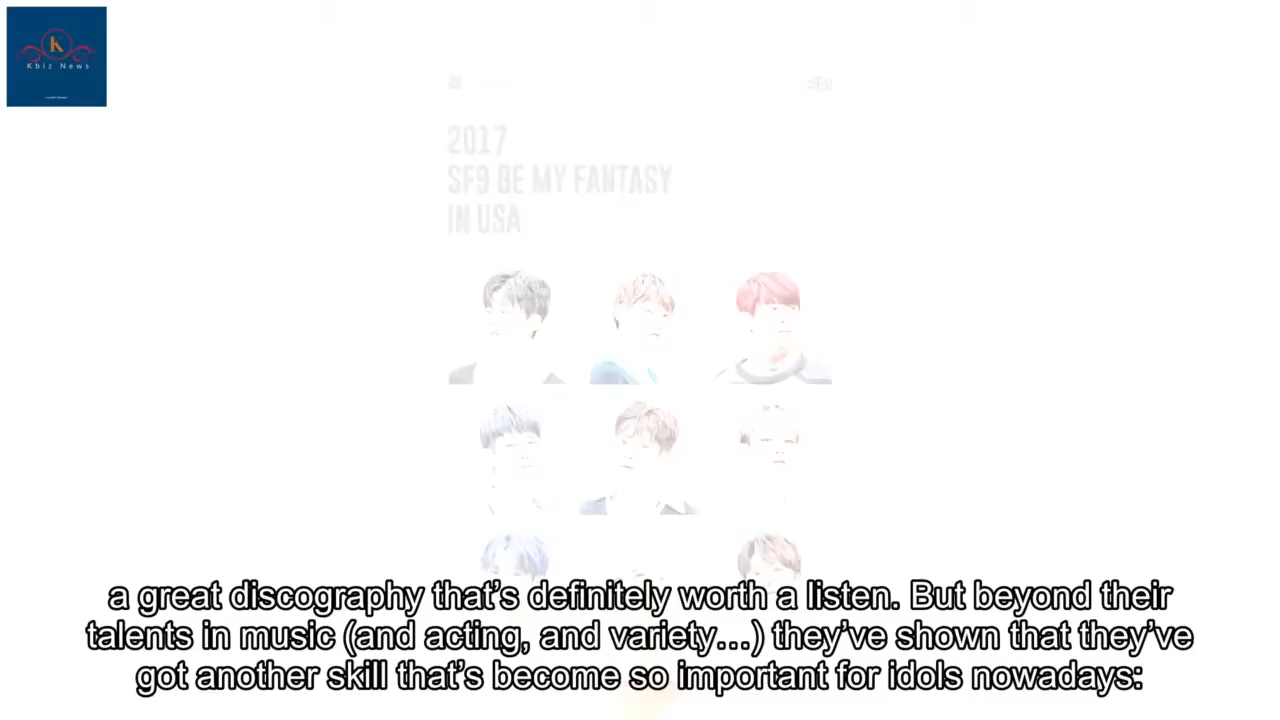 K
Kbiz News
2017
SF9 BE MY FANTASY
IN USA
a great discography that’s definitely worth a listen. But beyond their
talents in music (and acting, and variety…) they’ve shown that they’ve
got another skill that’s become so important for idols nowadays: